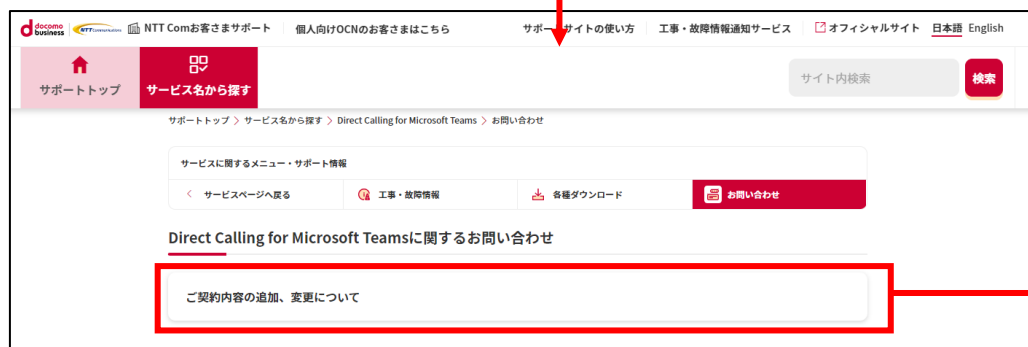 docomo business NTT Communications NTT Comお客さまサポート 個人向けOCNのお客さまはこちら サポートサイトの使い方 工事・故障情報通知サービス オフィシャルサイト 日本語 English
サポートトップ サービス名から探す サイト内検索 検索
サポートトップ > サービス名から探す > Direct Calling for Microsoft Teams > お問い合わせ
サービスに関するメニュー・サポート情報
< サービスページへ戻る 工事・故障情報 各種ダウンロード お問い合わせ
Direct Calling for Microsoft Teamsに関するお問い合わせ
ご契約内容の追加、変更について